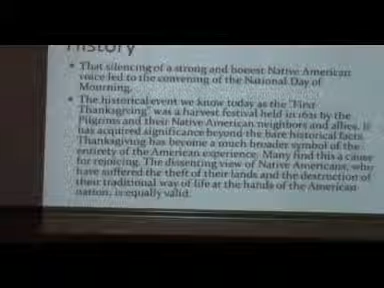 History
• That silencing of a strong and honest Native American
voice led to the convening of the National Day of
Mourning.
• The historical event we know today as the "First
Thanksgiving" was a harvest festival held in 1621 by the
Pilgrims and their Native American neighbors and allies. It
has acquired significance beyond the bare historical facts.
Thanksgiving has become a much broader symbol of the
entirety of the American experience. Many find this a cause
for rejoicing. The dissenting view of Native Americans, who
have suffered the theft of their lands and the destruction of
their traditional way of life at the hands of the American
nation, is equally valid.